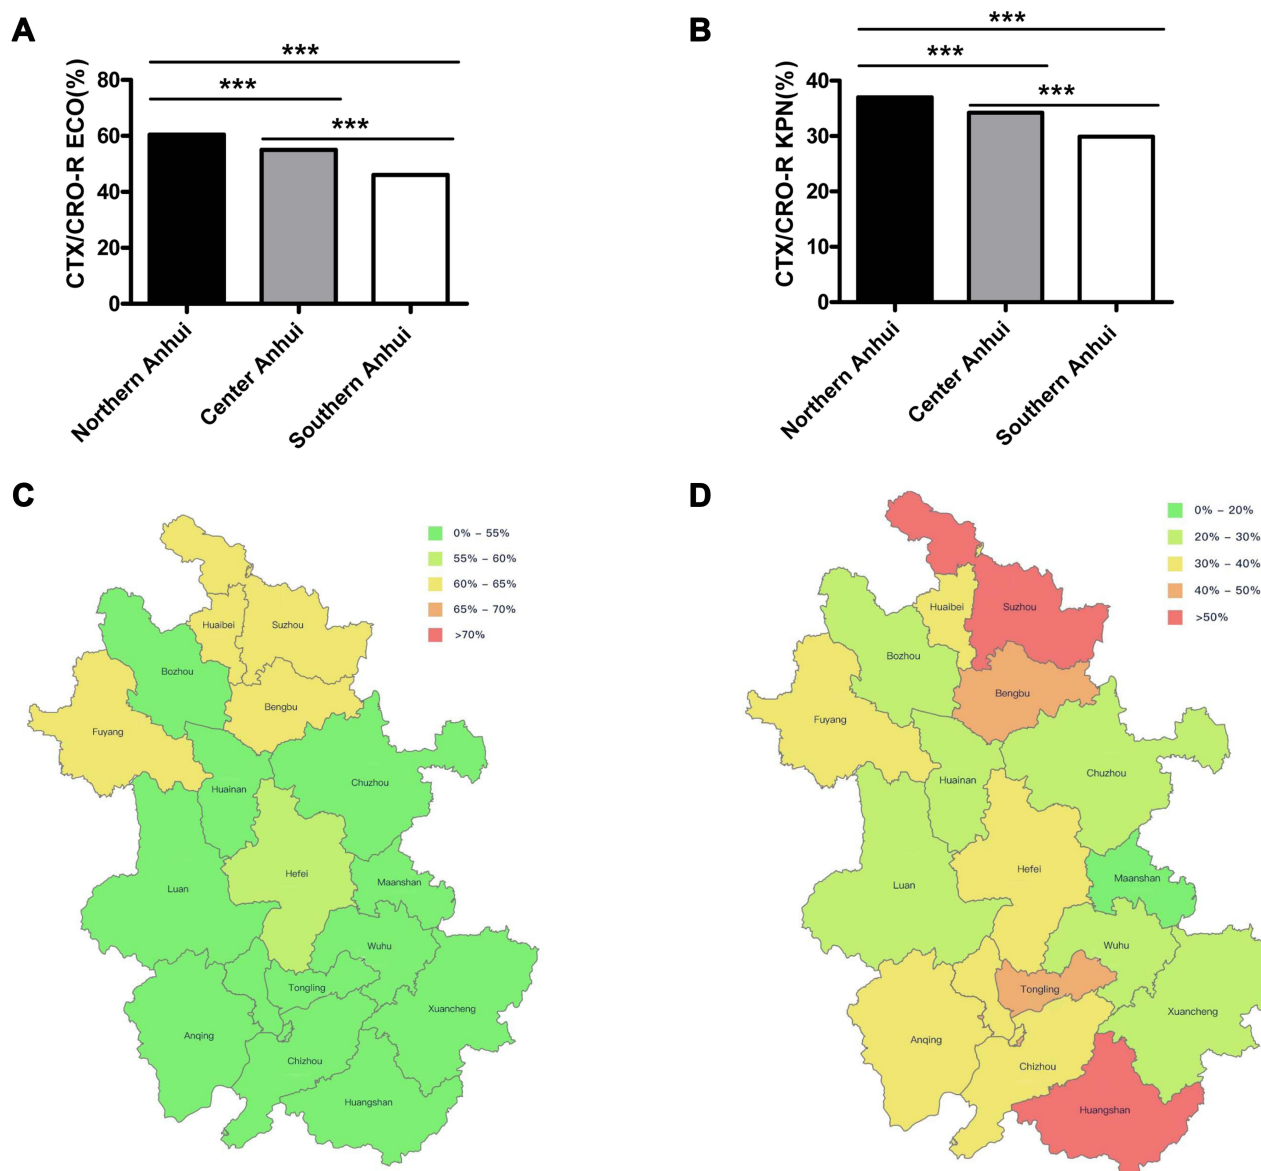 A
***
***
***
CTX/CRO-R ECO(%)
80
60
40
20
0
Northern Anhui
Center Anhui
Southern Anhui
B
***
***
***
CTX/CRO-R KPN(%)
40
30
20
10
0
Northern Anhui
Center Anhui
Southern Anhui
C
0% – 55%
55% – 60%
60% – 65%
65% – 70%
>70%
Huaibei
Suzhou
Bozhou
Bengbu
Fuyang
Huainan
Chuzhou
Hefei
Luan
Maanshan
Wuhu
Tongling
Xuancheng
Anqing
Chizhou
Huangshan
D
0% – 20%
20% – 30%
30% – 40%
40% – 50%
>50%
Huaibei
Suzhou
Bozhou
Bengbu
Fuyang
Huainan
Chuzhou
Hefei
Luan
Maanshan
Wuhu
Tongling
Xuancheng
Anqing
Chizhou
Huangshan